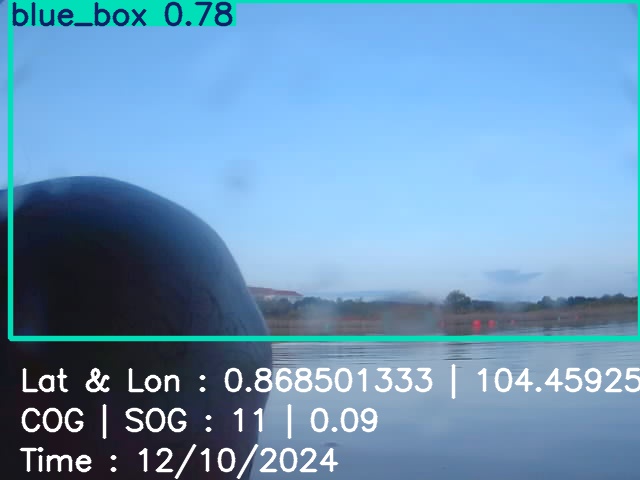 blue_box 0.78
Lat & Lon : 0.868501333 | 104.45925
COG | SOG : 11 | 0.09
Time : 12/10/2024